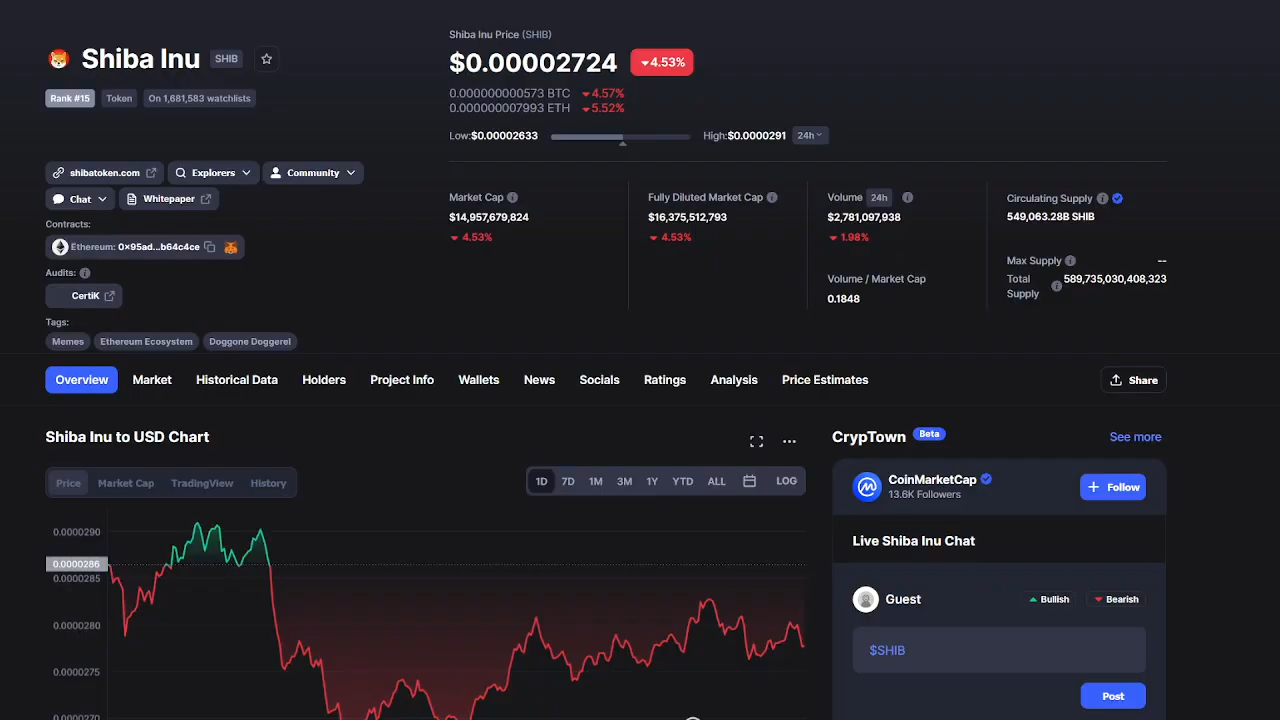 Shiba Inu SHIB
Rank #15 Token On 1,681,583 watchlists
shibatoken.com Explorers Community
Chat Whitepaper
Contracts:
Ethereum: 0x95ad...b64c4ce
Audits:
CertiK
Tags:
Memes Ethereum Ecosystem Doggone Doggerel
Shiba Inu Price (SHIB)
$0.00002724 4.53%
0.000000000573 BTC 4.57%
0.000000007993 ETH 5.52%
Low:$0.00002633 High:$0.0000291 24h
Market Cap
$14,957,679,824
4.53%
Fully Diluted Market Cap
$16,375,512,793
4.53%
Volume 24h
$2,781,097,938
1.98%
Volume / Market Cap
0.1848
Circulating Supply
549,063.28B SHIB
Max Supply --
Total Supply 589,735,030,408,323
Overview Market Historical Data Holders Project Info Wallets News Socials Ratings Analysis Price Estimates Share
Shiba Inu to USD Chart
Price Market Cap TradingView History
1D 7D 1M 3M 1Y YTD ALL LOG
0.0000290
0.0000286
0.0000285
0.0000280
0.0000275
0.0000270
CrypTown Beta See more
CoinMarketCap
13.6K Followers
+ Follow
Live Shiba Inu Chat
Guest Bullish Bearish
$SHIB
Post